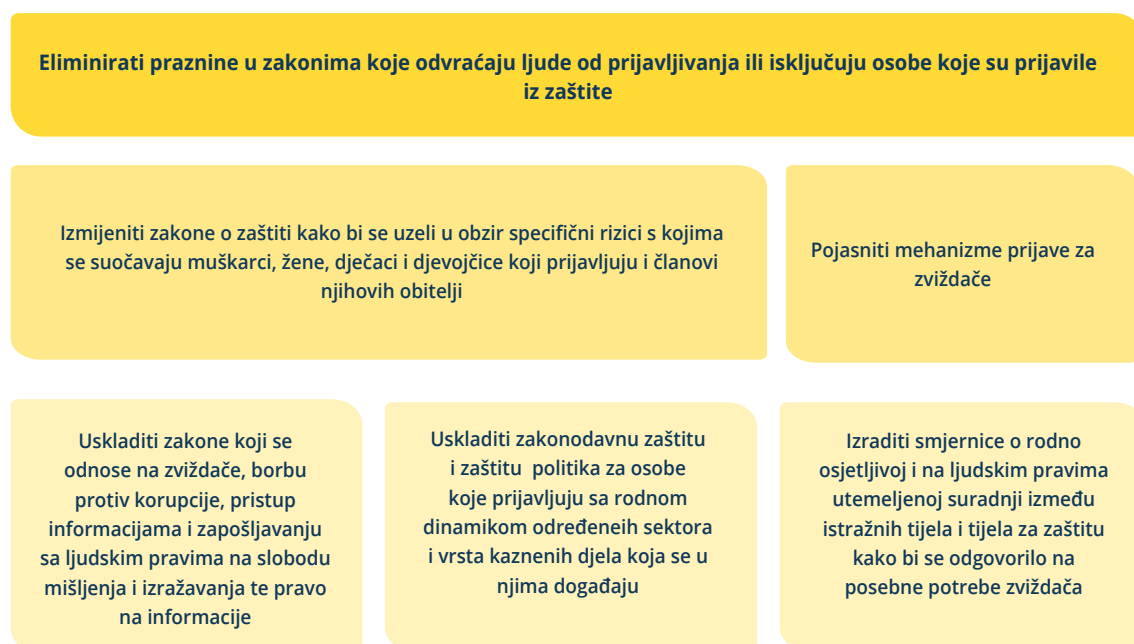 Eliminirati praznine u zakonima koje odvraćaju ljude od prijavljivanja ili isključuju osobe koje su prijavile
iz zaštite
Izmijeniti zakone o zaštiti kako bi se uzeli u obzir specifični rizici s kojima
se suočavaju muškarci, žene, dječaci i djevojčice koji prijavljuju i članovi
njihovih obitelji
Pojasniti mehanizme prijave za
zviždače
Uskladiti zakone koji se
odnose na zviždače, borbu
protiv korupcije, pristup
informacijama i zapošljavanju
sa ljudskim pravima na slobodu
mišljenja i izražavanja te pravo
na informacije
Uskladiti zakonodavnu zaštitu
i zaštitu politika za osobe
koje prijavljuju sa rodnom
dinamikom određeneih sektora
i vrsta kaznenih djela koja se u
njima događaju
Izraditi smjernice o rodno
osjetljivoj i na ljudskim pravima
utemeljenoj suradnji između
istražnih tijela i tijela za zaštitu
kako bi se odgovorilo na
posebne potrebe zviždača